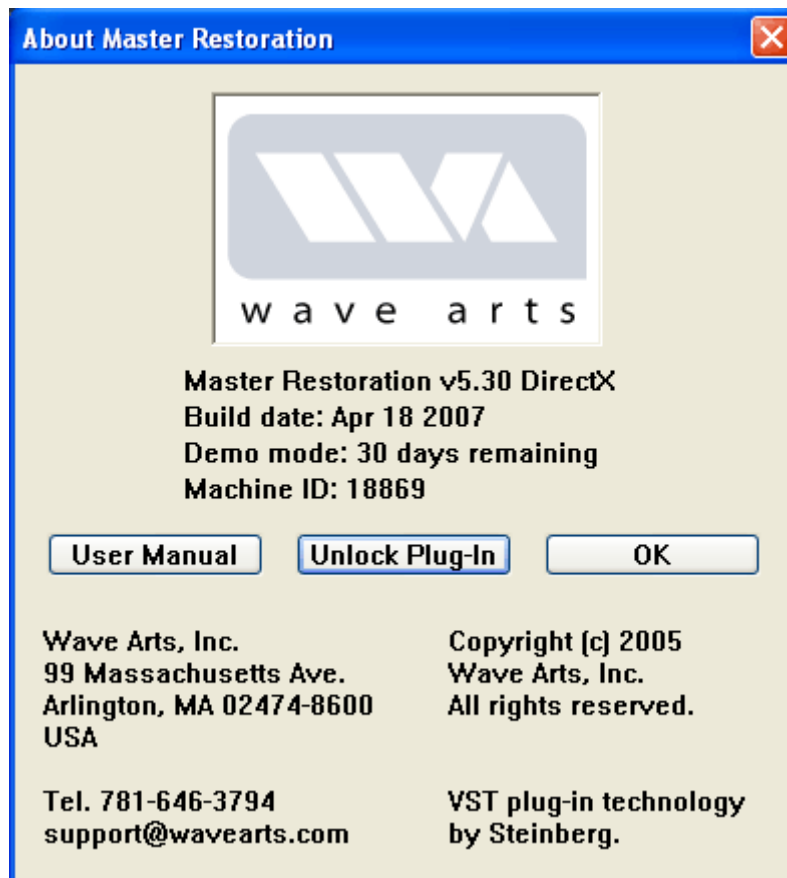 About Master Restoration
wave arts
Master Restoration v5.30 DirectX
Build date: Apr 18 2007
Demo mode: 30 days remaining
Machine ID: 18869
User Manual
Unlock Plug-In
OK
Wave Arts, Inc.
99 Massachusetts Ave.
Arlington, MA 02474-8600
USA
Tel. 781-646-3794
support@wavearts.com
Copyright (c) 2005
Wave Arts, Inc.
All rights reserved.
VST plug-in technology
by Steinberg.